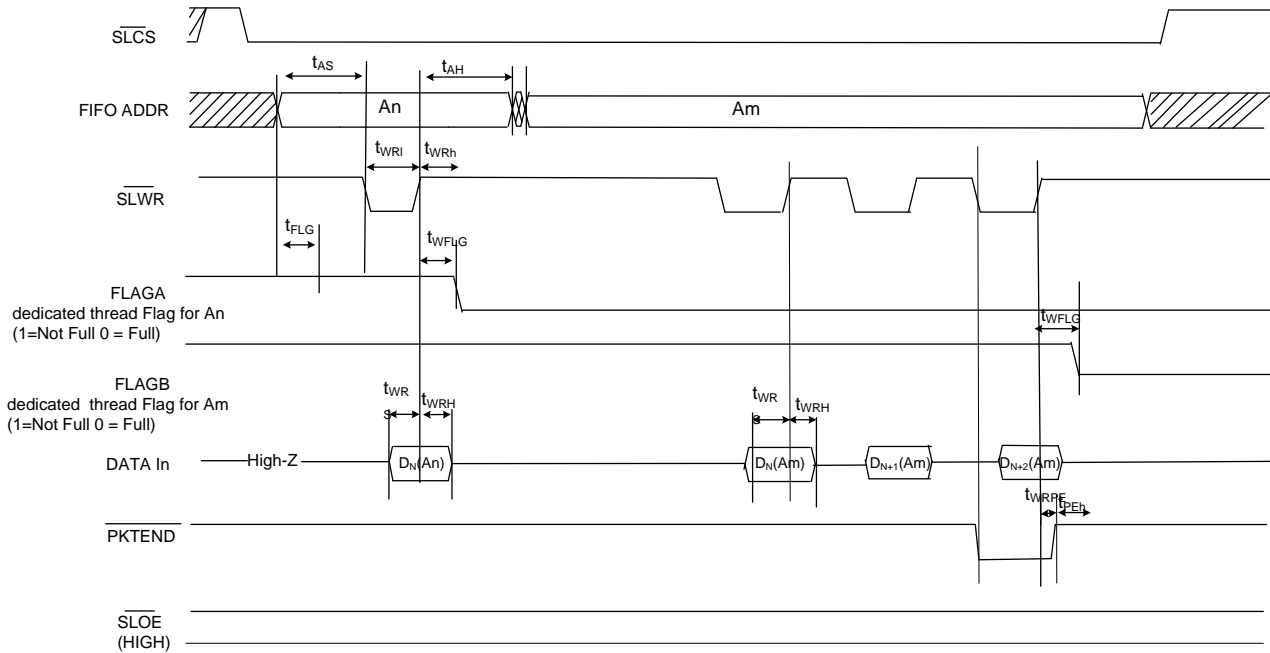 SLCS
tAS
tAH
FIFO ADDR
An
Am
tWRl
tWRh
SLWR
tFLG
tWFLG
FLAGA
dedicated thread Flag for An
(1=Not Full 0 = Full)
tWFLG
FLAGB
dedicated thread Flag for Am
(1=Not Full 0 = Full)
tWR
S
tWRH
tWR
S
tWRH
DATA In
High-Z
DN(An)
DN(Am)
DN+1(Am)
DN+2(Am)
tWRPE
tPEh
PKTEND
SLOE
(HIGH)